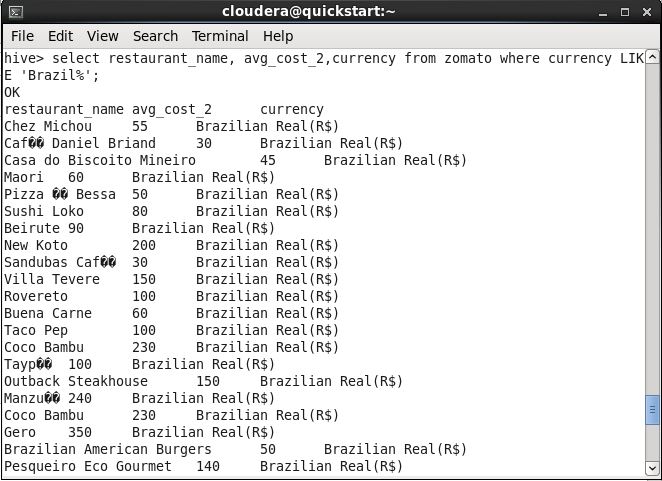 cloudera@quickstart:~
File Edit View Search Terminal Help
hive> select restaurant_name, avg_cost_2,currency from zomato where currency LIK
E 'Brazil%';
OK
restaurant_name avg_cost_2 currency
Chez Michou 55 Brazilian Real(R$)
Caf�� Daniel Briand 30 Brazilian Real(R$)
Casa do Biscoito Mineiro 45 Brazilian Real(R$)
Maori 60 Brazilian Real(R$)
Pizza �� Bessa 50 Brazilian Real(R$)
Sushi Loko 80 Brazilian Real(R$)
Beirute 90 Brazilian Real(R$)
New Koto 200 Brazilian Real(R$)
Sandubas Caf�� 30 Brazilian Real(R$)
Villa Tevere 150 Brazilian Real(R$)
Rovereto 100 Brazilian Real(R$)
Buena Carne 60 Brazilian Real(R$)
Taco Pep 100 Brazilian Real(R$)
Coco Bambu 230 Brazilian Real(R$)
Tayp�� 100 Brazilian Real(R$)
Outback Steakhouse 150 Brazilian Real(R$)
Manzu�� 240 Brazilian Real(R$)
Coco Bambu 230 Brazilian Real(R$)
Gero 350 Brazilian Real(R$)
Brazilian American Burgers 50 Brazilian Real(R$)
Pesqueiro Eco Gourmet 140 Brazilian Real(R$)